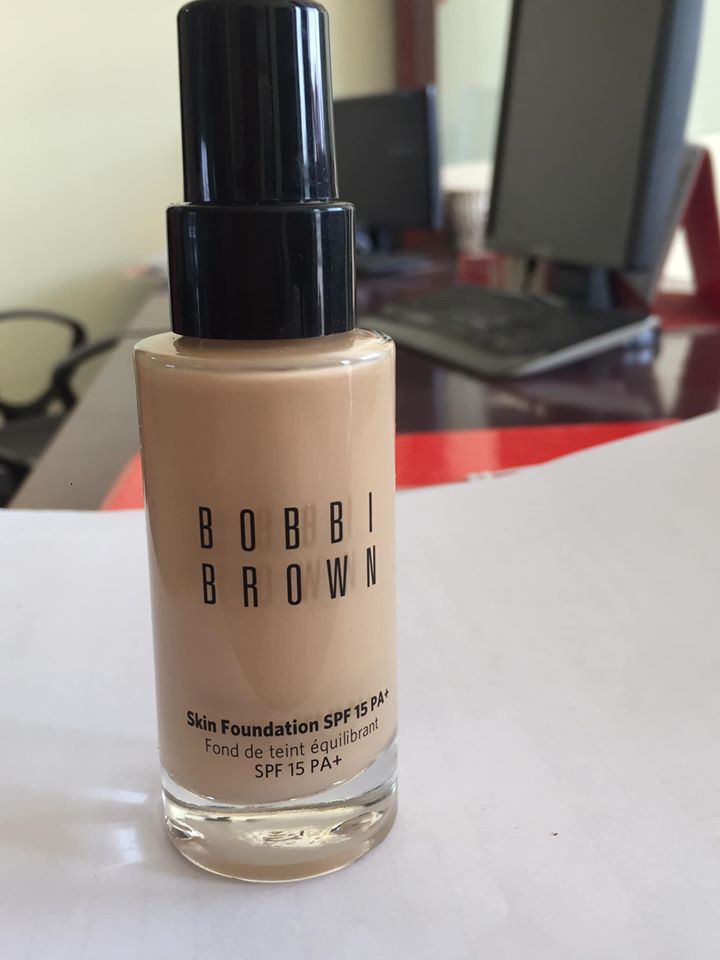 BOBBI
BROWN
Skin Foundation SPF 15 PA+
Fond de teint équilibrant
SPF 15 PA+